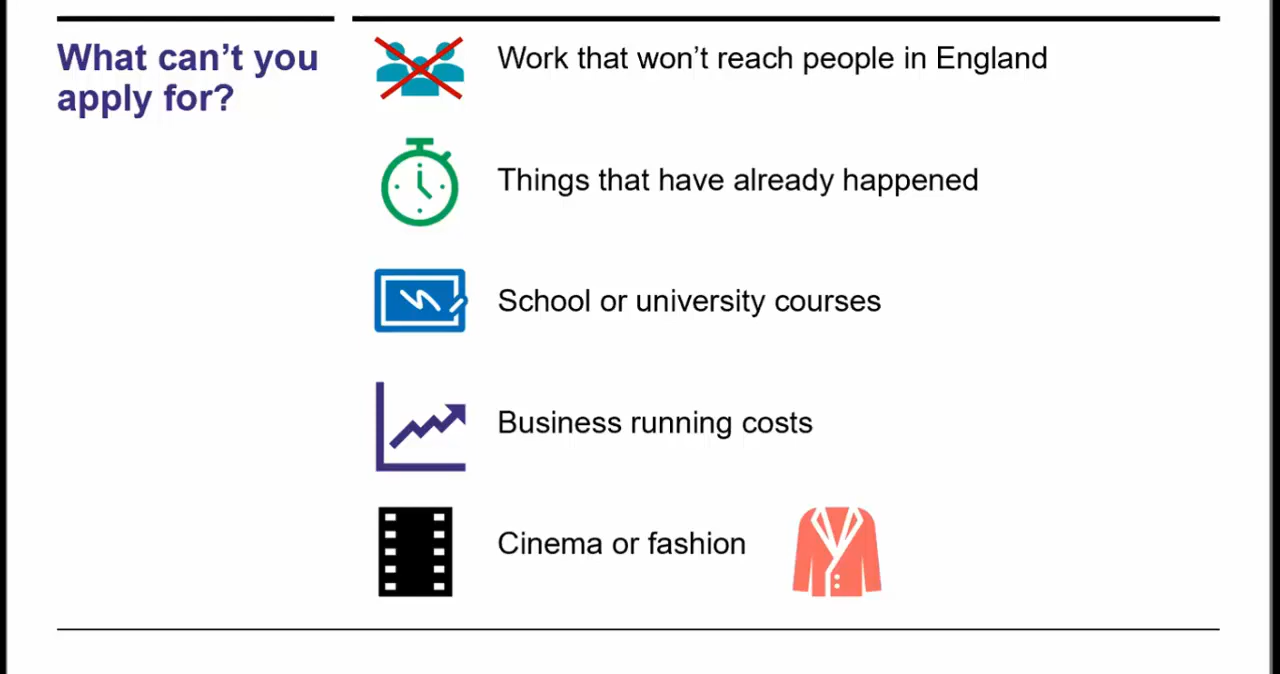 What can’t you
apply for?
Work that won’t reach people in England
Things that have already happened
School or university courses
Business running costs
Cinema or fashion